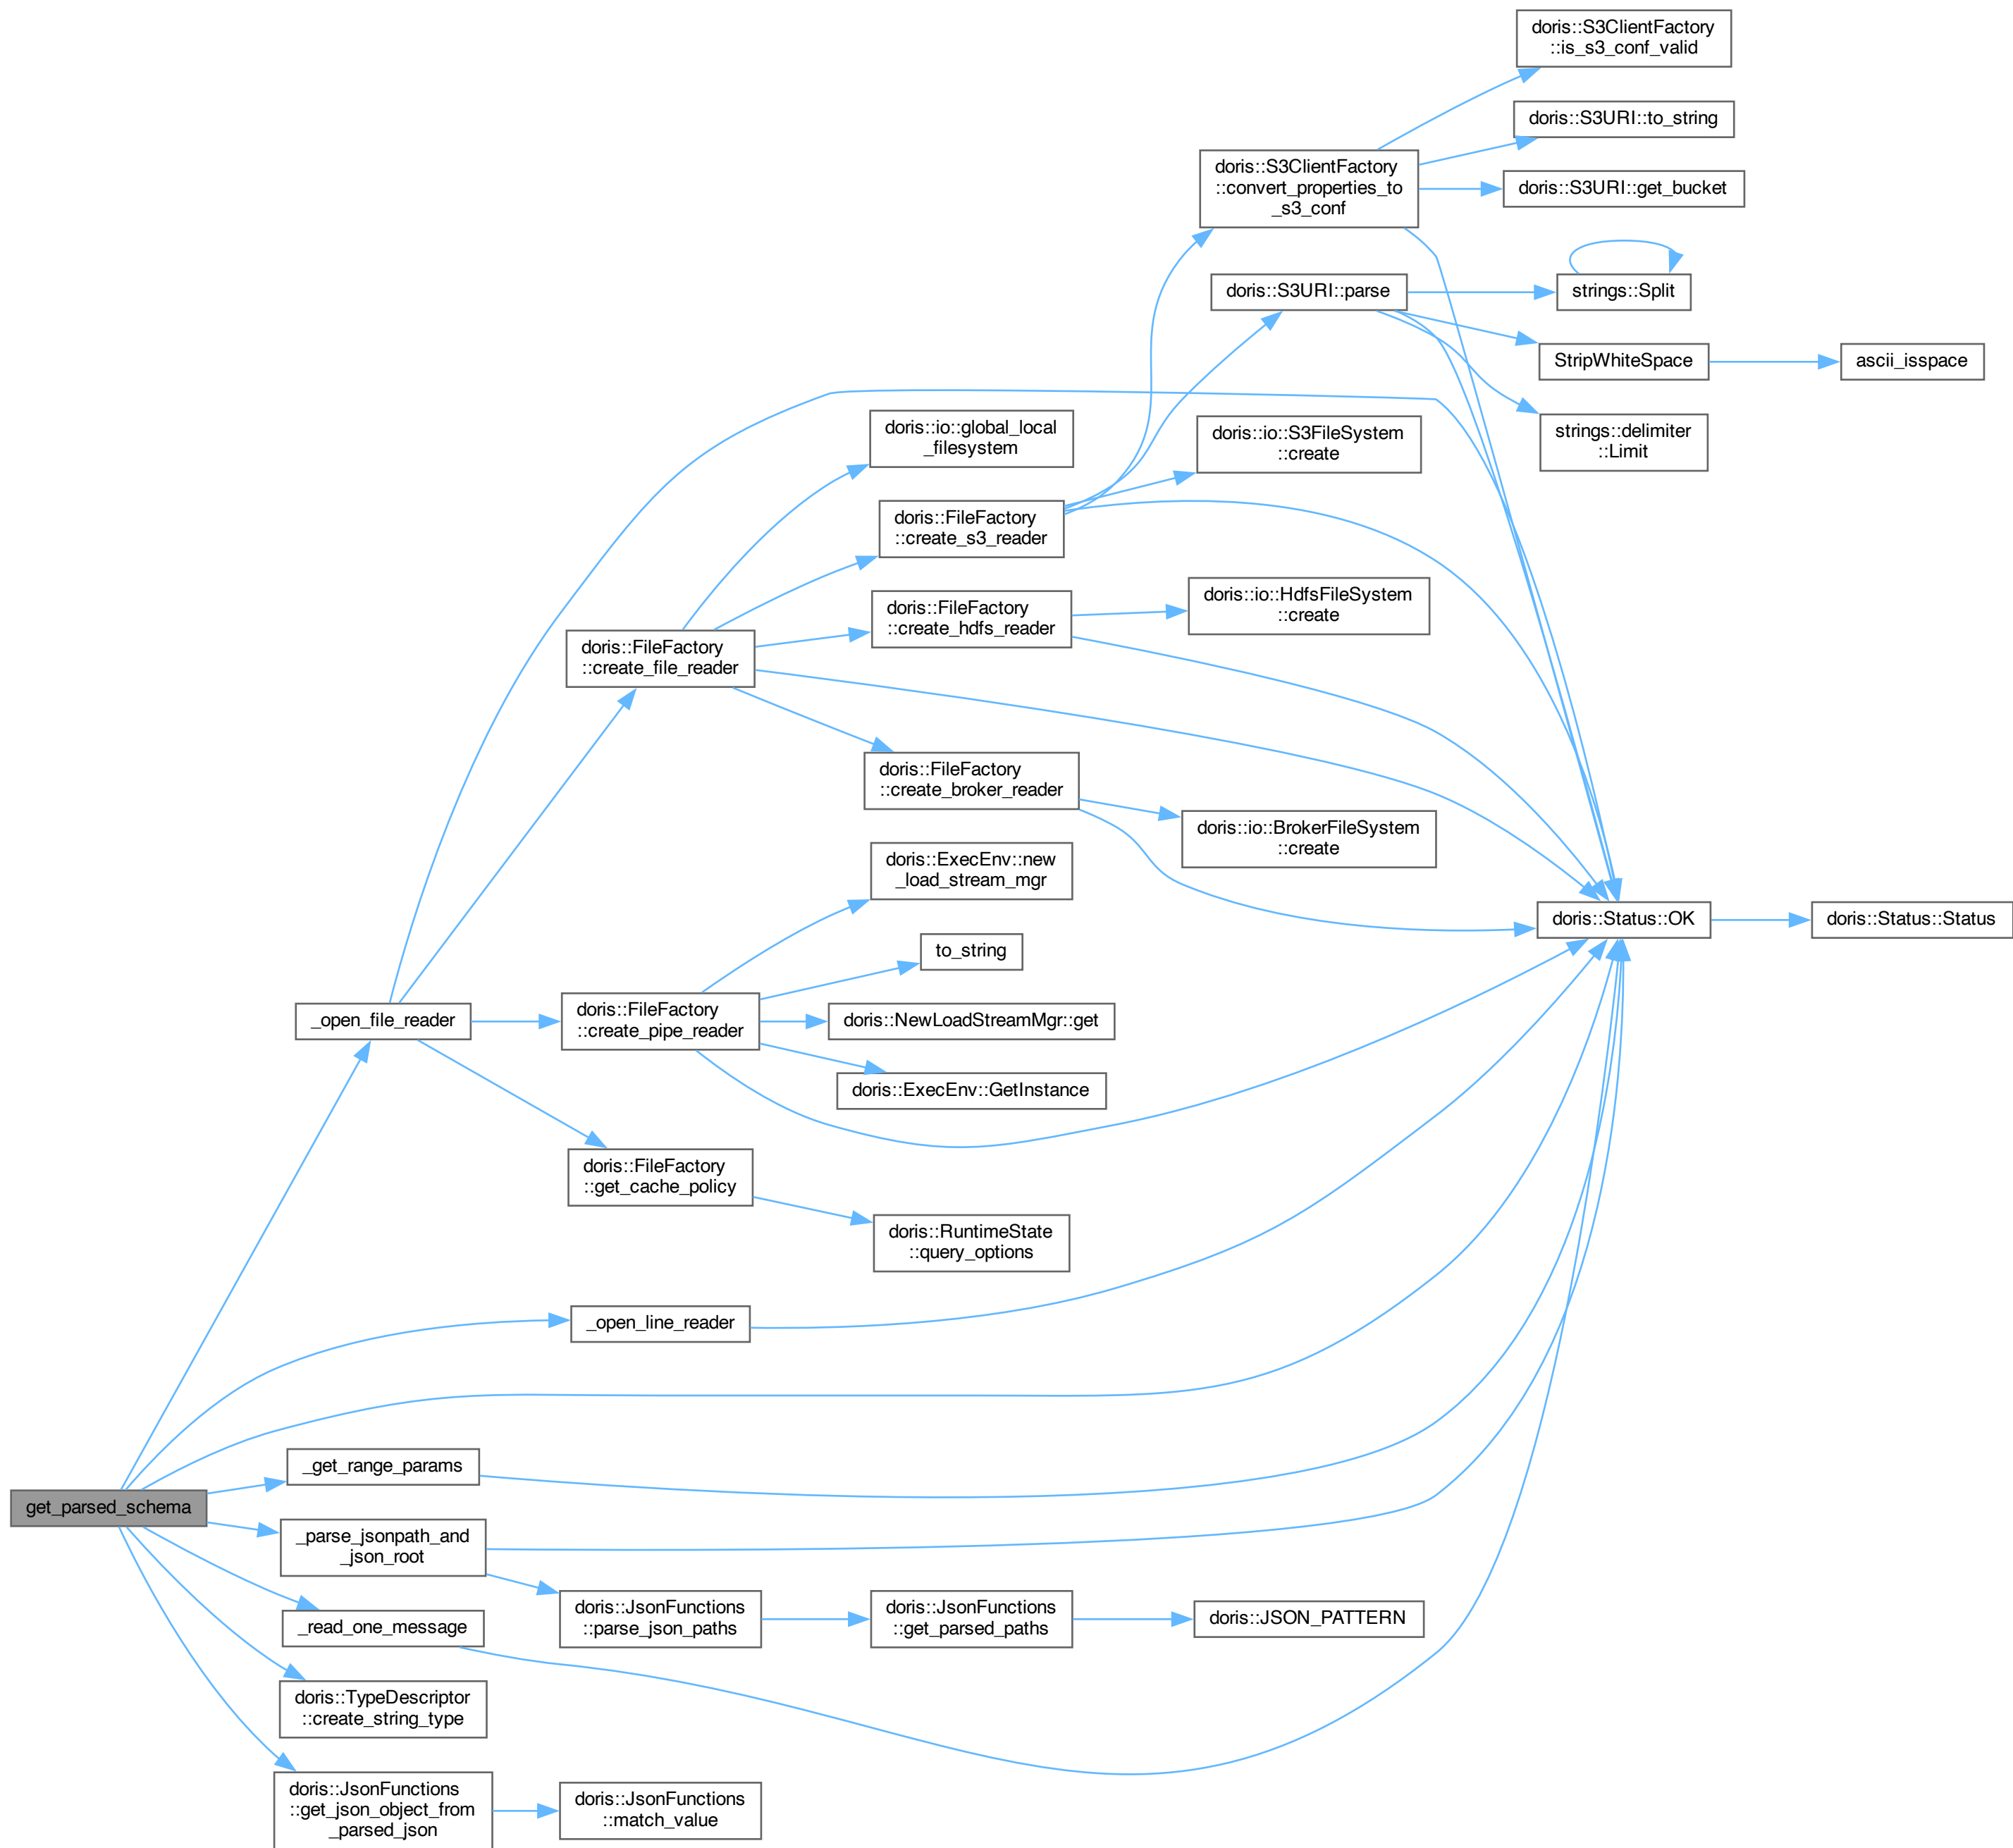 doris::S3ClientFactory
::is_s3_conf_valid
doris::S3URI::to_string
doris::S3ClientFactory
::convert_properties_to
_s3_conf
doris::S3URI::get_bucket
doris::S3URI::parse
strings::Split
StripWhiteSpace
ascii_isspace
strings::delimiter
::Limit
doris::io::global_local
_filesystem
doris::io::S3FileSystem
::create
doris::FileFactory
::create_s3_reader
doris::FileFactory
::create_hdfs_reader
doris::io::HdfsFileSystem
::create
doris::FileFactory
::create_file_reader
doris::FileFactory
::create_broker_reader
doris::io::BrokerFileSystem
::create
doris::ExecEnv::new
_load_stream_mgr
doris::Status::OK
doris::Status::Status
to_string
_open_file_reader
doris::FileFactory
::create_pipe_reader
doris::NewLoadStreamMgr::get
doris::ExecEnv::GetInstance
doris::FileFactory
::get_cache_policy
doris::RuntimeState
::query_options
_open_line_reader
_get_range_params
get_parsed_schema
_parse_jsonpath_and
_json_root
_read_one_message
doris::JsonFunctions
::parse_json_paths
doris::JsonFunctions
::get_parsed_paths
doris::JSON_PATTERN
doris::TypeDescriptor
::create_string_type
doris::JsonFunctions
::get_json_object_from
_parsed_json
doris::JsonFunctions
::match_value